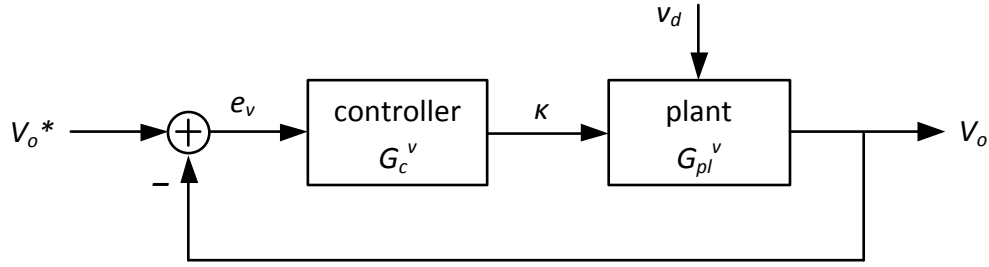 v_d
V_o*
e_v
controller
G_c^v
κ
plant
G_pl^v
V_o
−